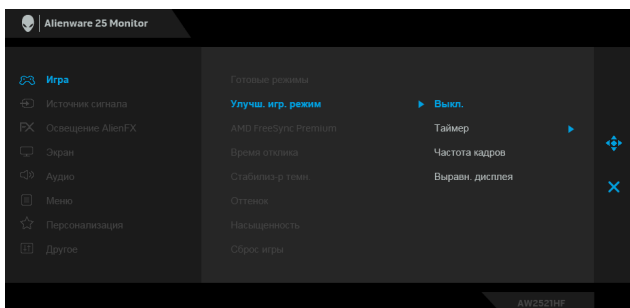 Alienware 25 Monitor
Игра
Источник сигнала
Освещение AlienFX
Экран
Аудио
Меню
Персонализация
Другое
Готовые режимы
Улучш. игр. режим
AMD FreeSync Premium
Время отклика
Стабилиз-р темн.
Оттенок
Насыщенность
Сброс игры
Выкл.
Таймер
Частота кадров
Выравн. дисплея
AW2521HF